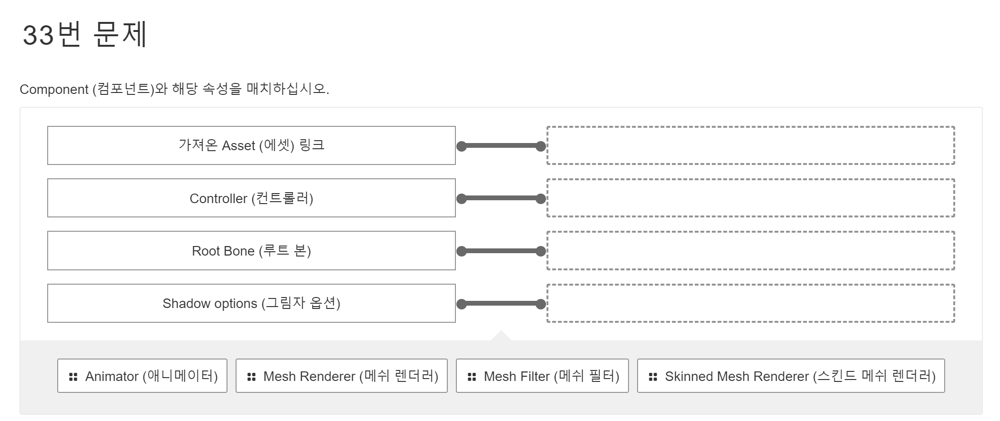 33번 문제
Component (컴포넌트)와 해당 속성을 매치하십시오.
가져온 Asset (에셋) 링크
Controller (컨트롤러)
Root Bone (루트 본)
Shadow options (그림자 옵션)
Animator (애니메이터)
Mesh Renderer (메쉬 렌더러)
Mesh Filter (메쉬 필터)
Skinned Mesh Renderer (스킨드 메쉬 렌더러)